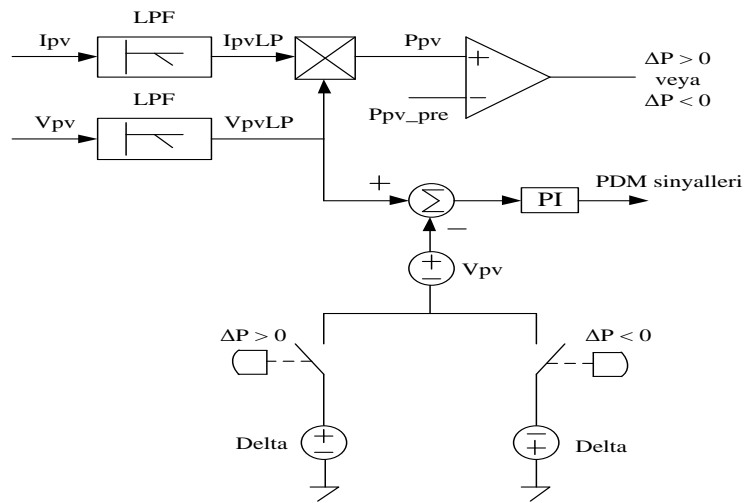 LPF
Ipv
IpvLP
Ppv
+
−
ΔP > 0
veya
ΔP < 0
Ppv_pre
LPF
Vpv
VpvLP
+
Σ
−
PI
PDM sinyalleri
+
−
Vpv
ΔP > 0
ΔP < 0
Delta
+
−
−
+
Delta